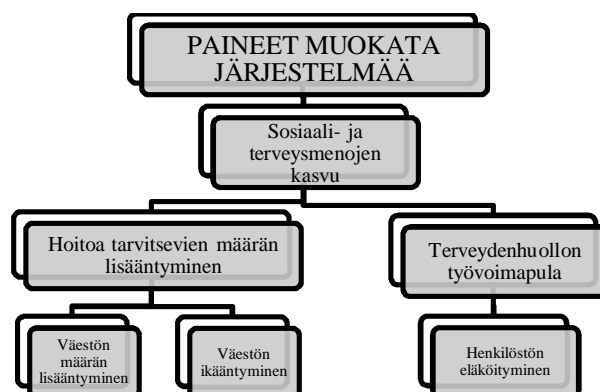 PAINEET MUOKATA
JÄRJESTELMÄÄ
Sosiaali- ja
terveysmenojen
kasvu
Hoitoa tarvitsevien määrän
lisääntyminen
Terveydenhuollon
työvoimapula
Väestön
määrän
lisääntyminen
Väestön
ikääntyminen
Henkilöstön
eläköityminen